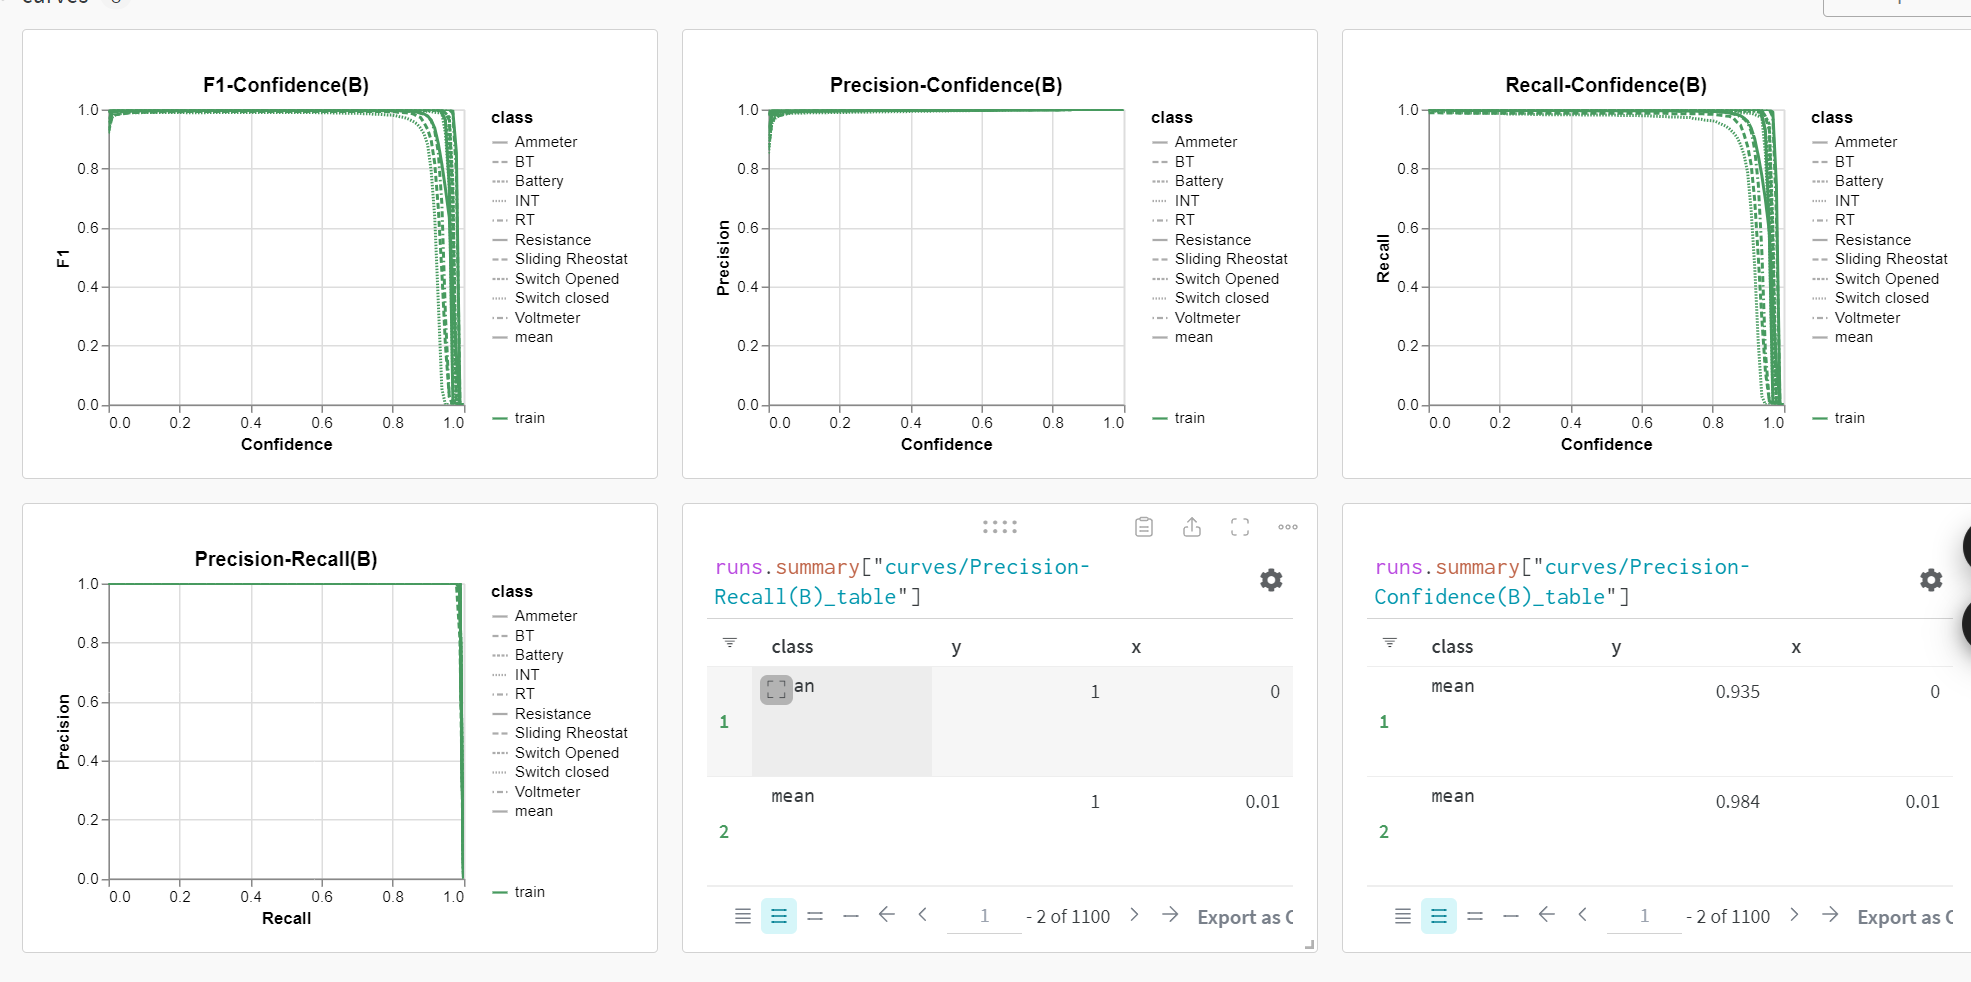 curves
F1-Confidence(B)
1.0
0.8
0.6
0.4
0.2
0.0
F1
0.0 0.2 0.4 0.6 0.8 1.0
Confidence
class
Ammeter
BT
Battery
INT
RT
Resistance
Sliding Rheostat
Switch Opened
Switch closed
Voltmeter
mean
train
Precision-Confidence(B)
1.0
0.8
0.6
0.4
0.2
0.0
Precision
0.0 0.2 0.4 0.6 0.8 1.0
Confidence
class
Ammeter
BT
Battery
INT
RT
Resistance
Sliding Rheostat
Switch Opened
Switch closed
Voltmeter
mean
train
Recall-Confidence(B)
1.0
0.8
0.6
0.4
0.2
0.0
Recall
0.0 0.2 0.4 0.6 0.8 1.0
Confidence
class
Ammeter
BT
Battery
INT
RT
Resistance
Sliding Rheostat
Switch Opened
Switch closed
Voltmeter
mean
train
Precision-Recall(B)
1.0
0.8
0.6
0.4
0.2
0.0
Precision
0.0 0.2 0.4 0.6 0.8 1.0
Recall
class
Ammeter
BT
Battery
INT
RT
Resistance
Sliding Rheostat
Switch Opened
Switch closed
Voltmeter
mean
train
runs.summary["curves/Precision-
Recall(B)_table"]
class y x
an 1 0
1
mean 1 0.01
2
1 - 2 of 1100 Export as C
runs.summary["curves/Precision-
Confidence(B)_table"]
class y x
mean 0.935 0
1
mean 0.984 0.01
2
1 - 2 of 1100 Export as C